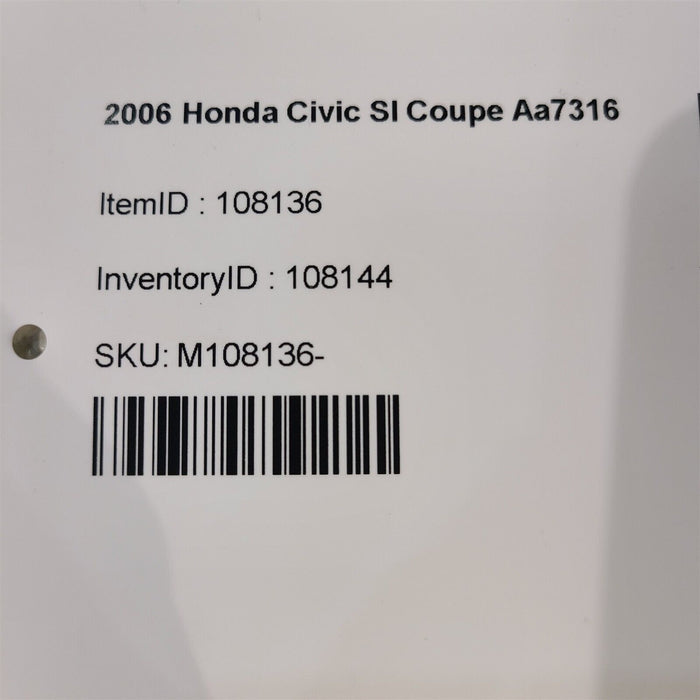 2006 Honda Civic SI Coupe Aa7316
ItemID : 108136
InventoryID : 108144
SKU: M108136-